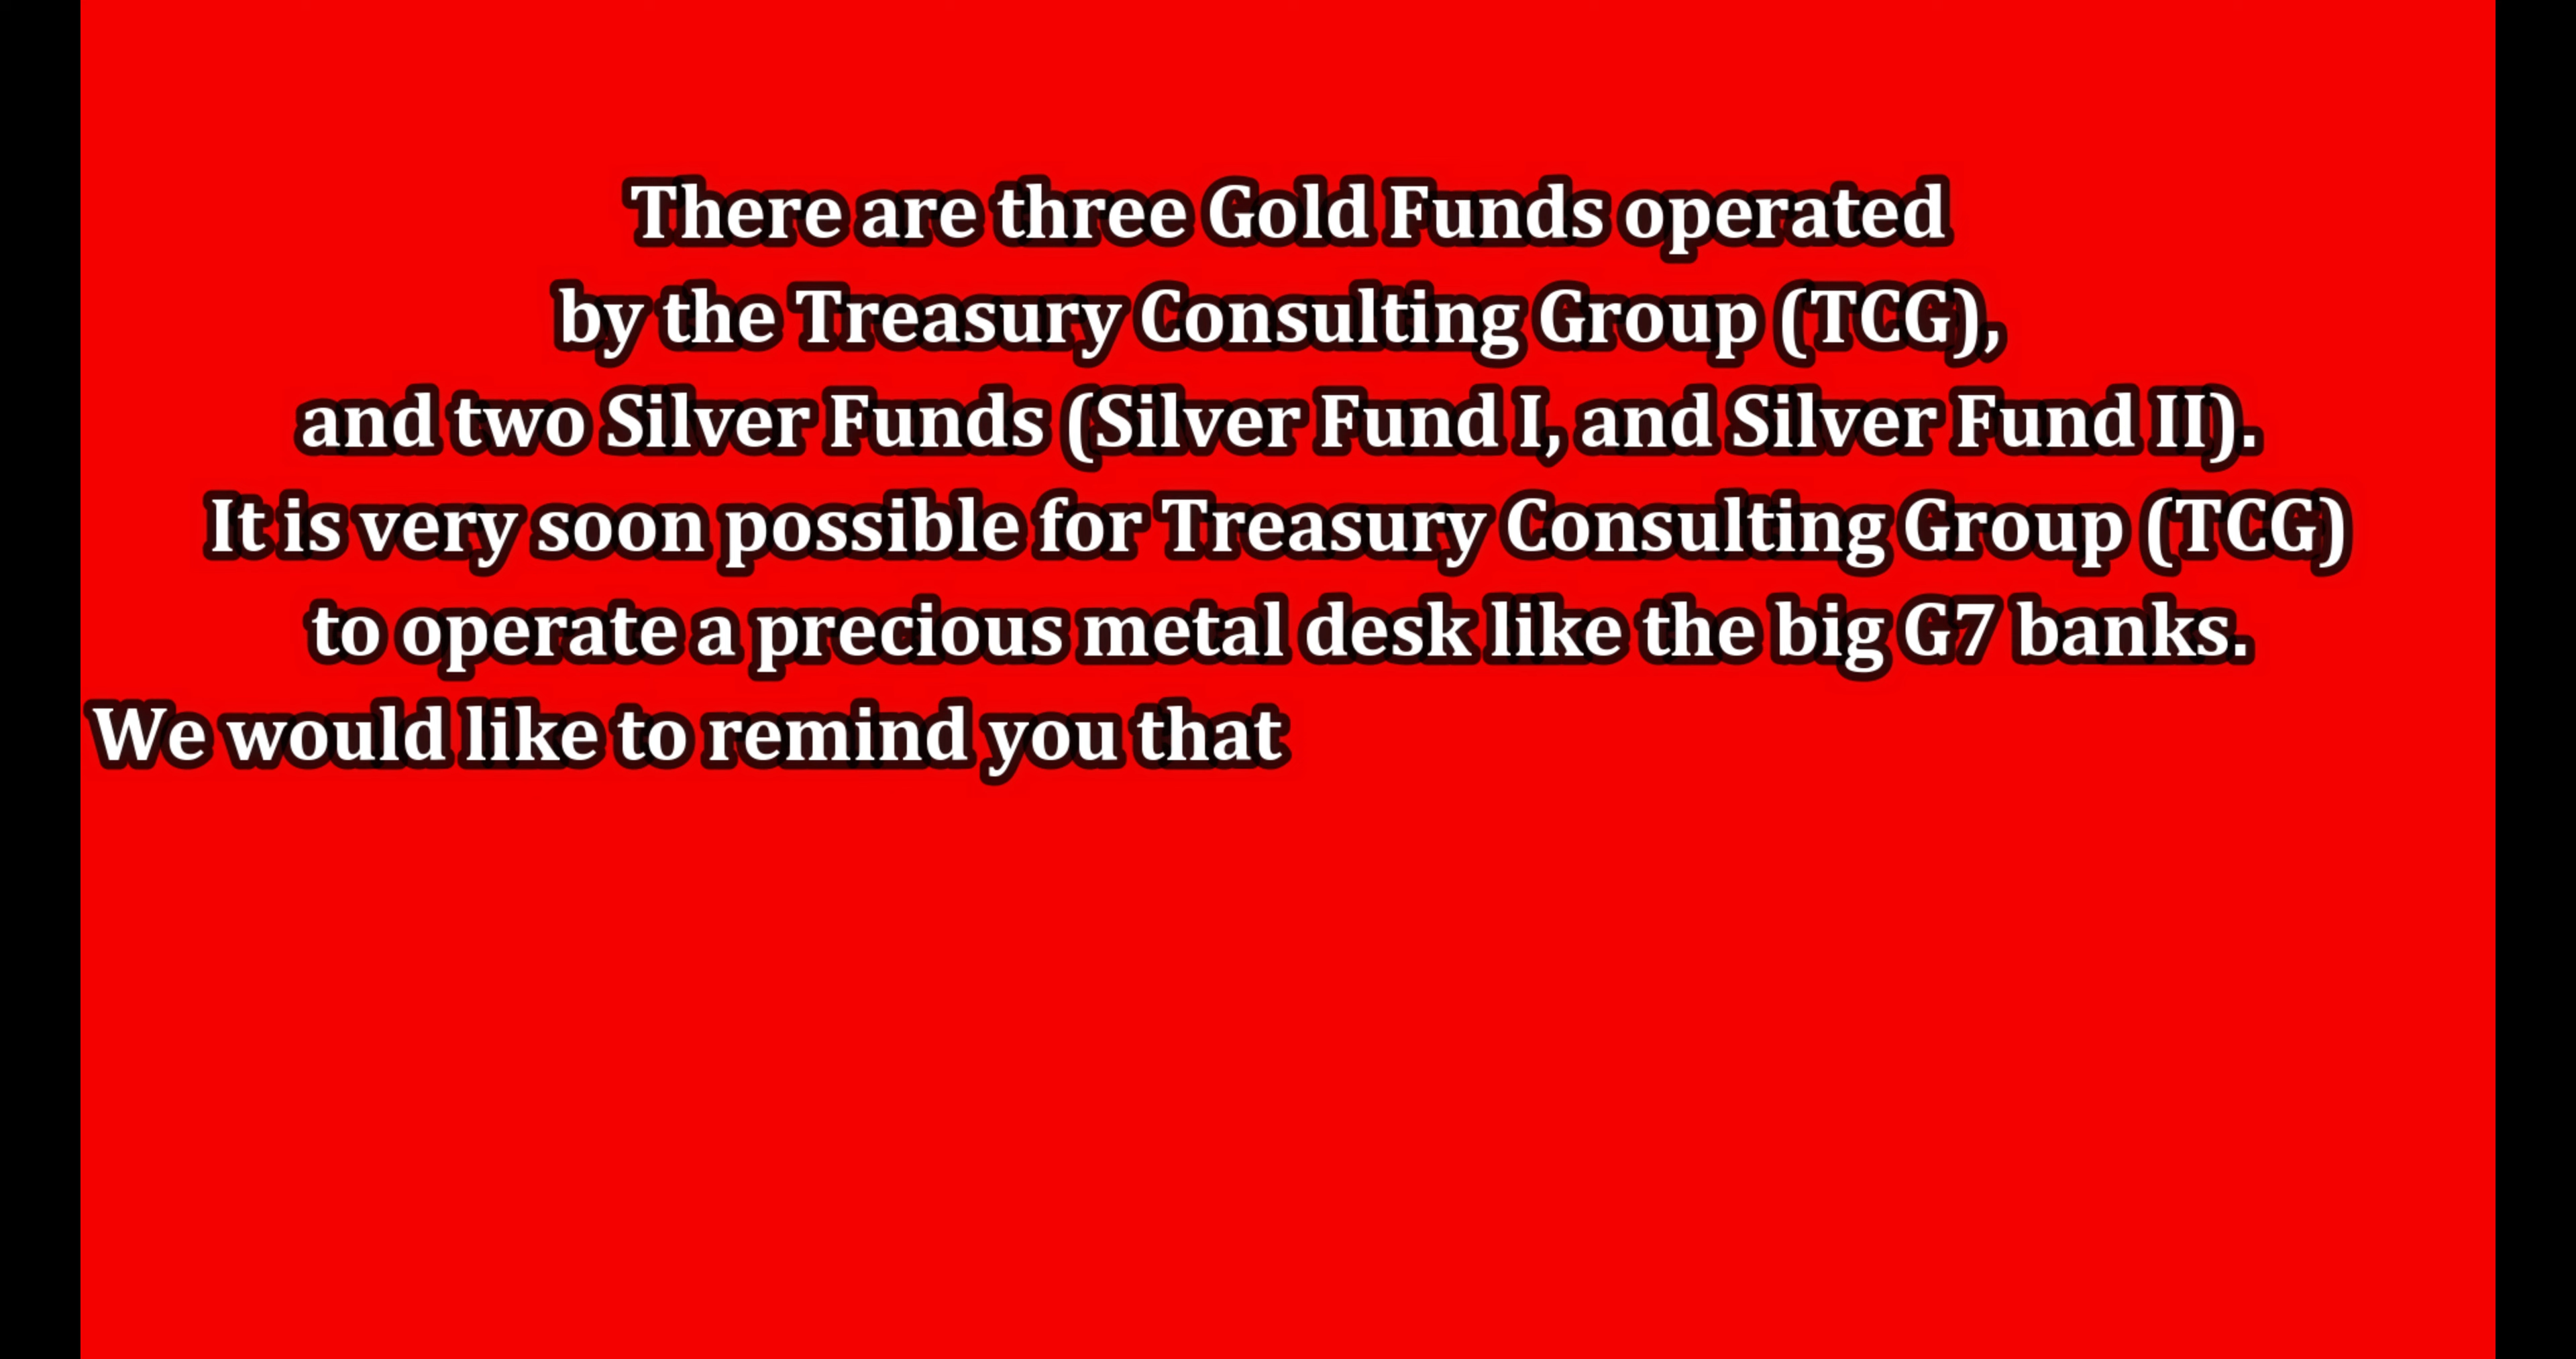 There are three Gold Funds operated
by the Treasury Consulting Group (TCG),
and two Silver Funds (Silver Fund I, and Silver Fund II).
It is very soon possible for Treasury Consulting Group (TCG)
to operate a precious metal desk like the big G7 banks.
We would like to remind you that